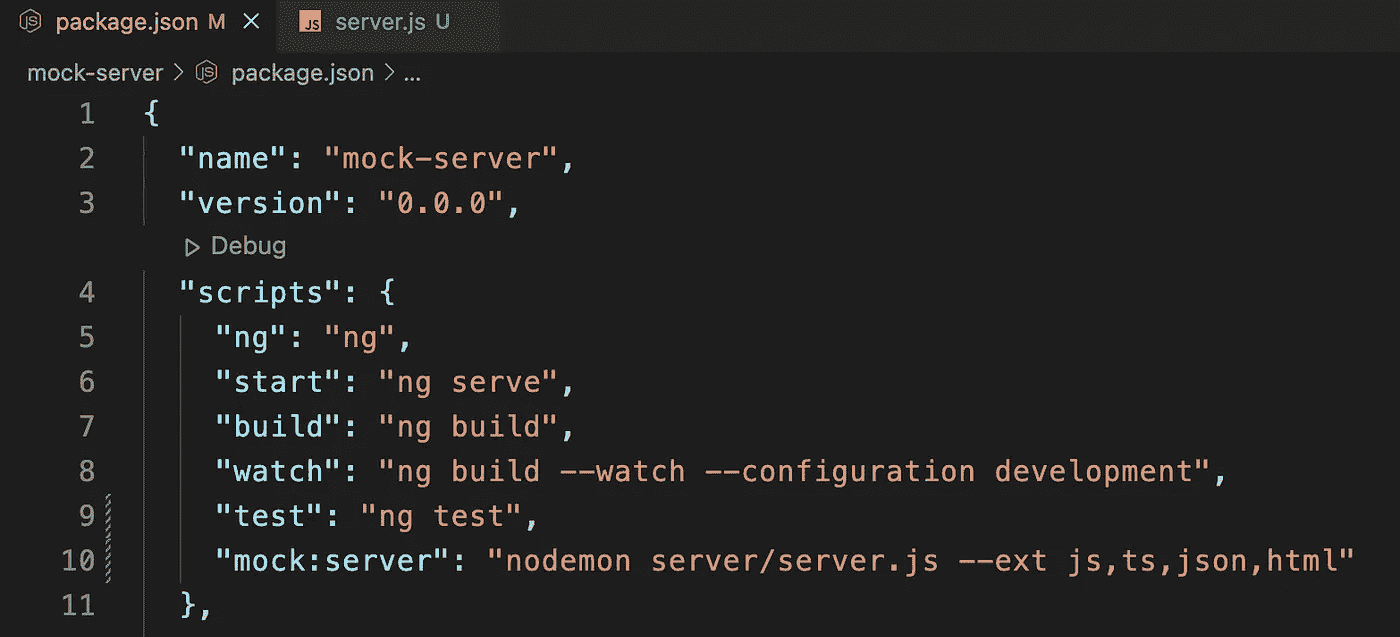 package.json M
JS server.js U
mock-server > package.json > ...
1 {
2 "name": "mock-server",
3 "version": "0.0.0",
Debug
4 "scripts": {
5 "ng": "ng",
6 "start": "ng serve",
7 "build": "ng build",
8 "watch": "ng build --watch --configuration development",
9 "test": "ng test",
10 "mock:server": "nodemon server/server.js --ext js,ts,json,html"
11 },